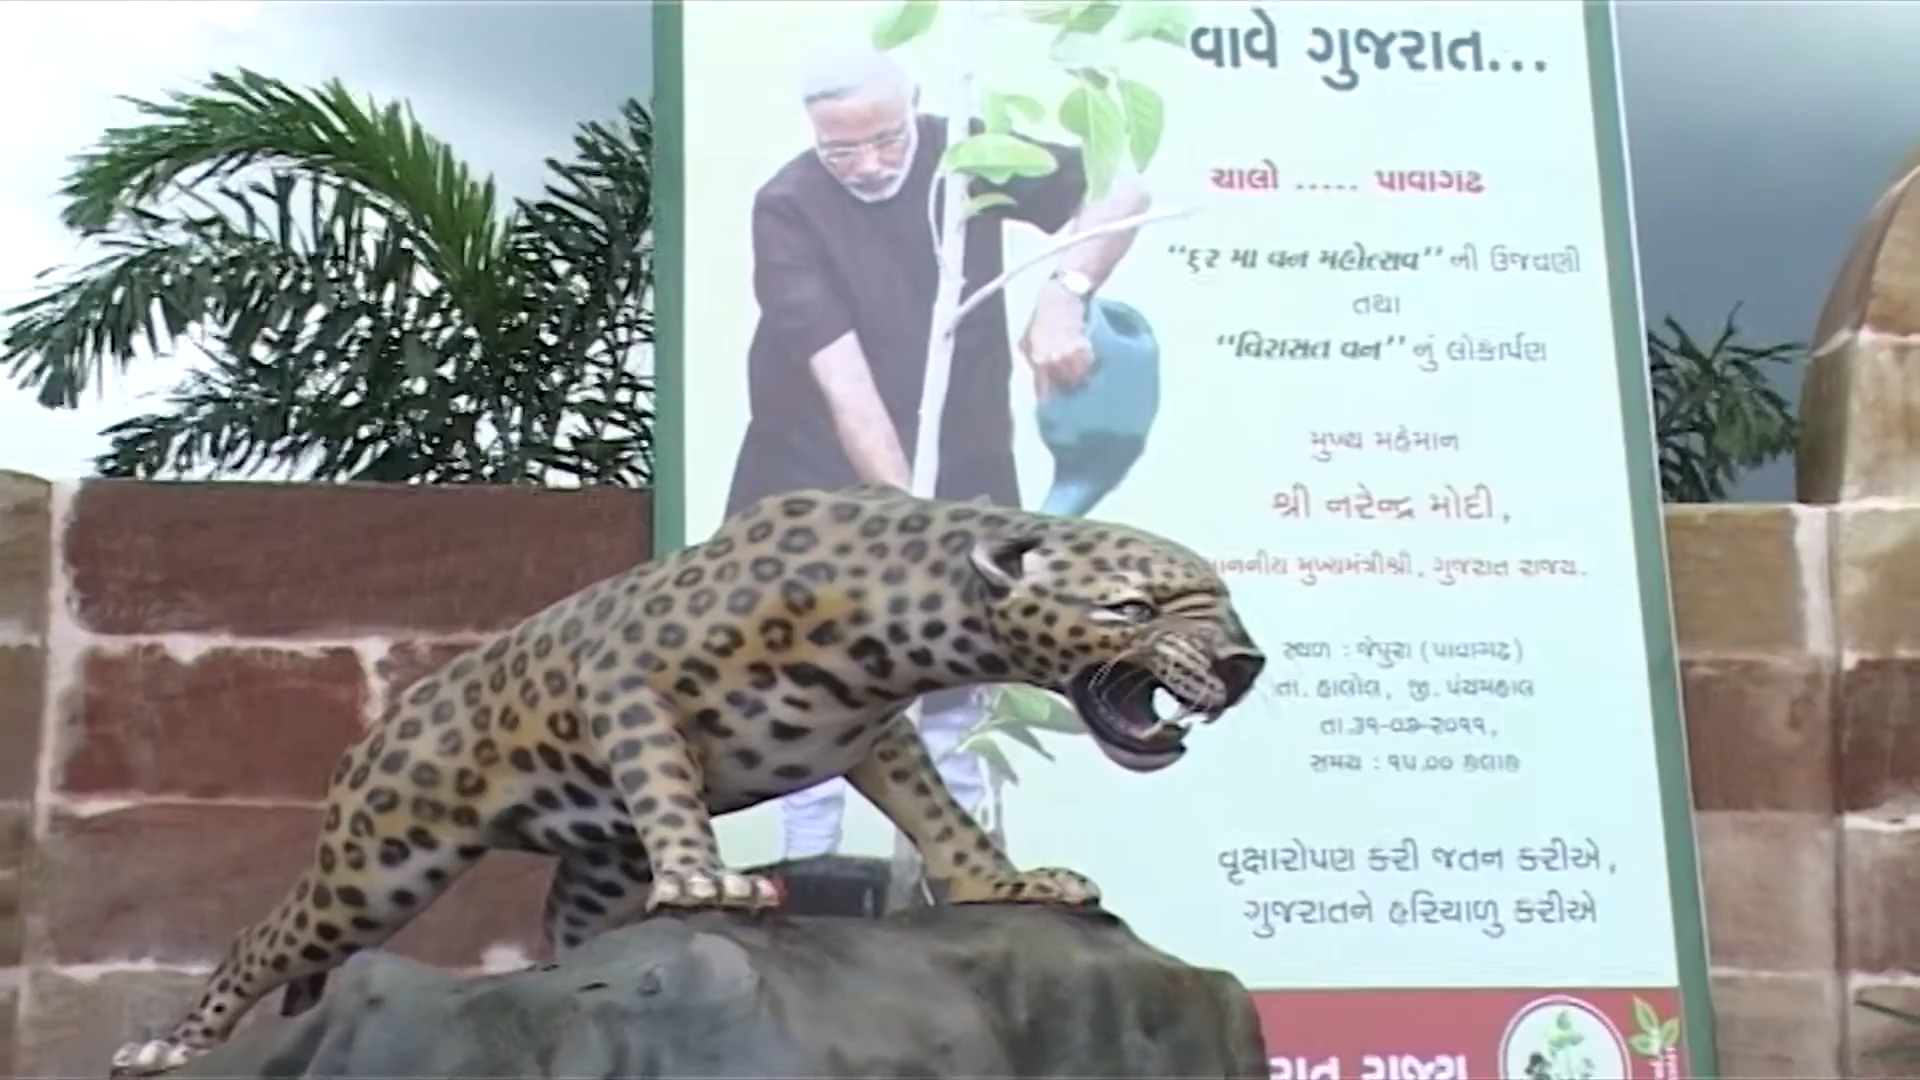 વાવે ગુજરાત...
ચાલો ..... પાવાગઢ
"૬૨ મા વન મહોત્સવ" ની ઉજવણી
તથા
"વિરાસત વન" નું લોકાર્પણ
મુખ્ય મહેમાન
શ્રી નરેન્દ્ર મોદી,
માનનીય મુખ્યમંત્રીશ્રી, ગુજરાત રાજ્ય.
સ્થળ : જેપુરા (પાવાગઢ)
તા. હાલોલ, જી. પંચમહાલ
તા.૩૧-૦૭-૨૦૧૧,
સમય : ૧૫.૦૦ કલાક
વૃક્ષારોપણ કરી જતન કરીએ,
ગુજરાતને હરિયાળુ કરીએ
રાજ્ય